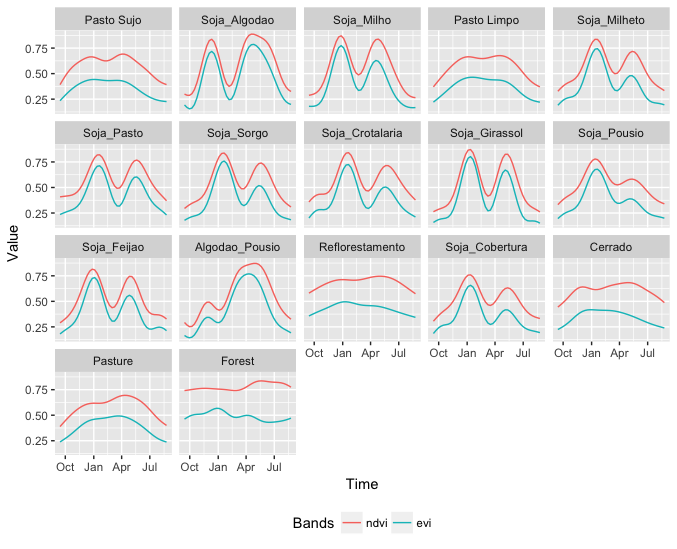 Pasto Sujo Soja_Algodao Soja_Milho Pasto Limpo Soja_Milheto
0.75
0.50
0.25
Soja_Pasto Soja_Sorgo Soja_Crotalaria Soja_Girassol Soja_Pousio
0.75
0.50
0.25
Soja_Feijao Algodao_Pousio Reflorestamento Soja_Cobertura Cerrado
0.75
0.50
0.25
Oct Jan Apr Jul Oct Jan Apr Jul Oct Jan Apr Jul
Pasture Forest
0.75
0.50
0.25
Oct Jan Apr Jul Oct Jan Apr Jul
Value
Time
Bands ndvi evi